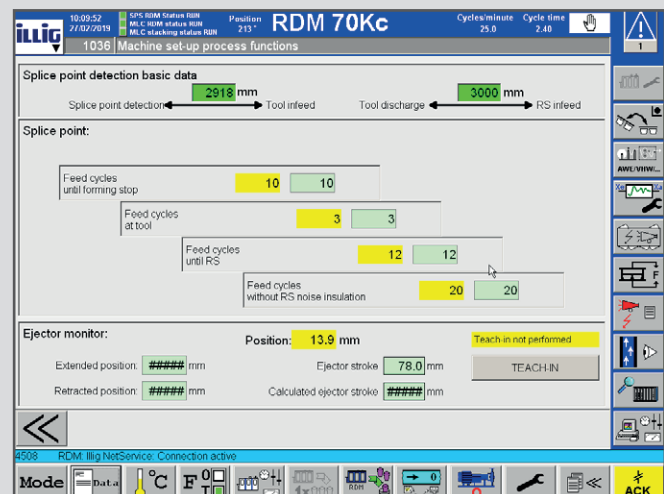 illig
10:09:52
27/02/2019
SPS RDM Status RUN
MLC RDM status RUN
MLC stacking status RUN
Position
213°
RDM 70Kc
Cycles/minute
25.0
Cycle time
2.40
1
1036 Machine set-up process functions
Splice point detection basic data
2918 mm
3000 mm
Splice point detection Tool infeed
Tool discharge RS infeed
Splice point:
Feed cycles
until forming stop
10 10
Feed cycles
at tool
3 3
Feed cycles
until RS
12 12
Feed cycles
without RS noise insulation
20 20
Ejector monitor:
Position: 13.9 mm
Teach-in not performed
Extended position: ##### mm
Ejector stroke 78.0 mm
TEACH-IN
Retracted position: ##### mm
Calculated ejector stroke ##### mm
AWE/VHW/...
F
4508 RDM: Illig NetService: Connection active
Mode
Data
°C
F 0
T
1x000
RDM
0
ACK